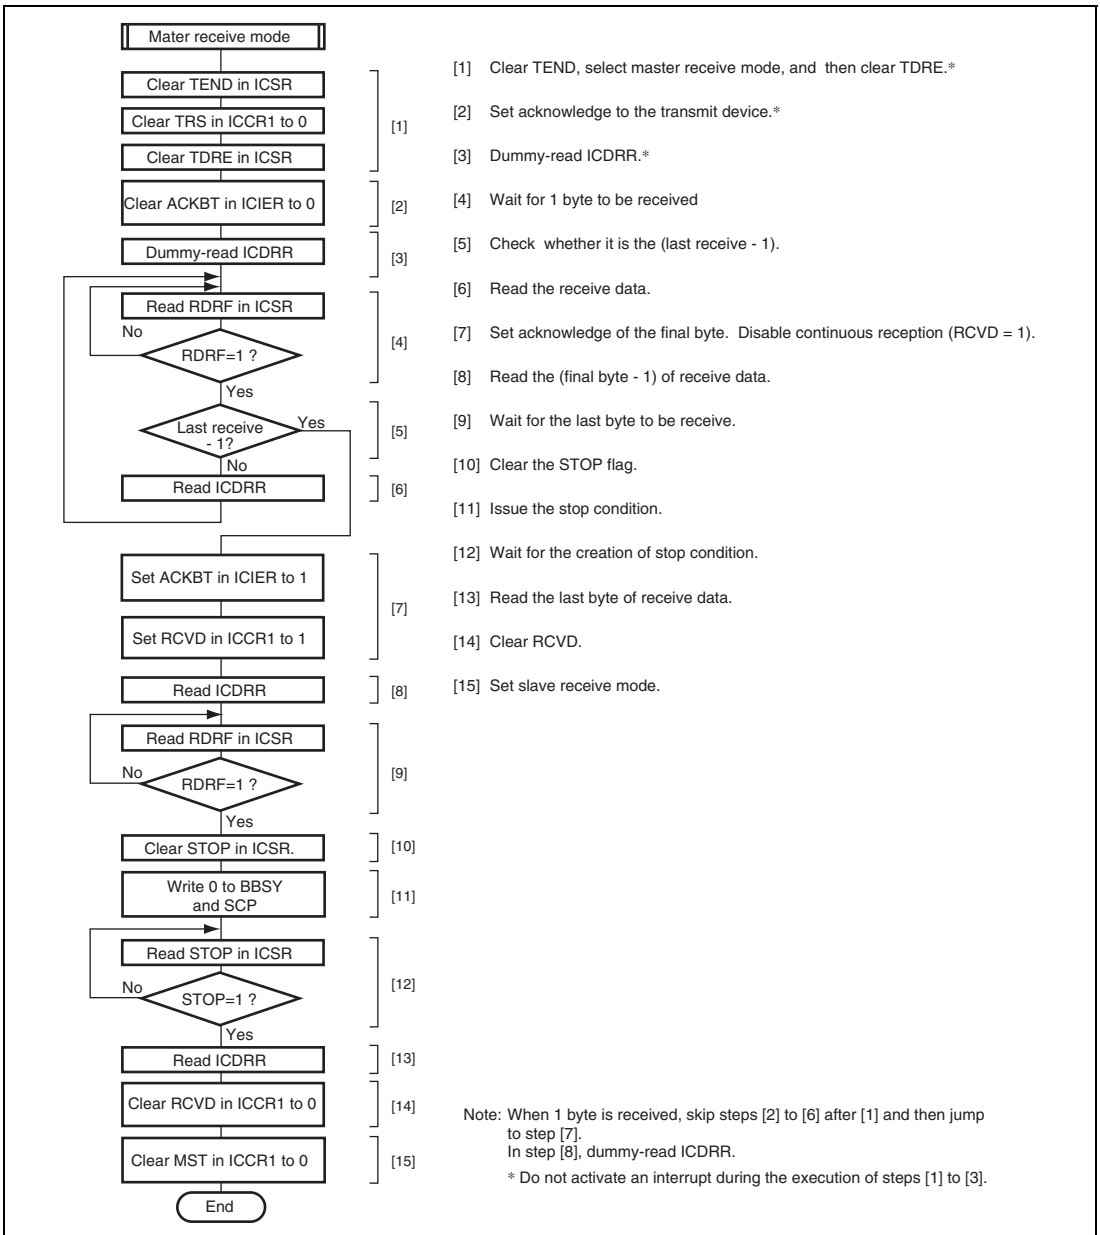 Mater receive mode
Clear TEND in ICSR
Clear TRS in ICCR1 to 0
Clear TDRE in ICSR
[1]
Clear ACKBT in ICIER to 0
[2]
Dummy-read ICDRR
[3]
Read RDRF in ICSR
No
RDRF=1 ?
[4]
Yes
Last receive
- 1?
Yes
[5]
No
Read ICDRR
[6]
Set ACKBT in ICIER to 1
[7]
Set RCVD in ICCR1 to 1
Read ICDRR
[8]
Read RDRF in ICSR
No
RDRF=1 ?
[9]
Yes
Clear STOP in ICSR.
[10]
Write 0 to BBSY
and SCP
[11]
Read STOP in ICSR
No
STOP=1 ?
[12]
Yes
Read ICDRR
[13]
Clear RCVD in ICCR1 to 0
[14]
Clear MST in ICCR1 to 0
[15]
End
[1] Clear TEND, select master receive mode, and then clear TDRE.*
[2] Set acknowledge to the transmit device.*
[3] Dummy-read ICDRR.*
[4] Wait for 1 byte to be received
[5] Check whether it is the (last receive - 1).
[6] Read the receive data.
[7] Set acknowledge of the final byte. Disable continuous reception (RCVD = 1).
[8] Read the (final byte - 1) of receive data.
[9] Wait for the last byte to be receive.
[10] Clear the STOP flag.
[11] Issue the stop condition.
[12] Wait for the creation of stop condition.
[13] Read the last byte of receive data.
[14] Clear RCVD.
[15] Set slave receive mode.
Note: When 1 byte is received, skip steps [2] to [6] after [1] and then jump
to step [7].
In step [8], dummy-read ICDRR.
* Do not activate an interrupt during the execution of steps [1] to [3].